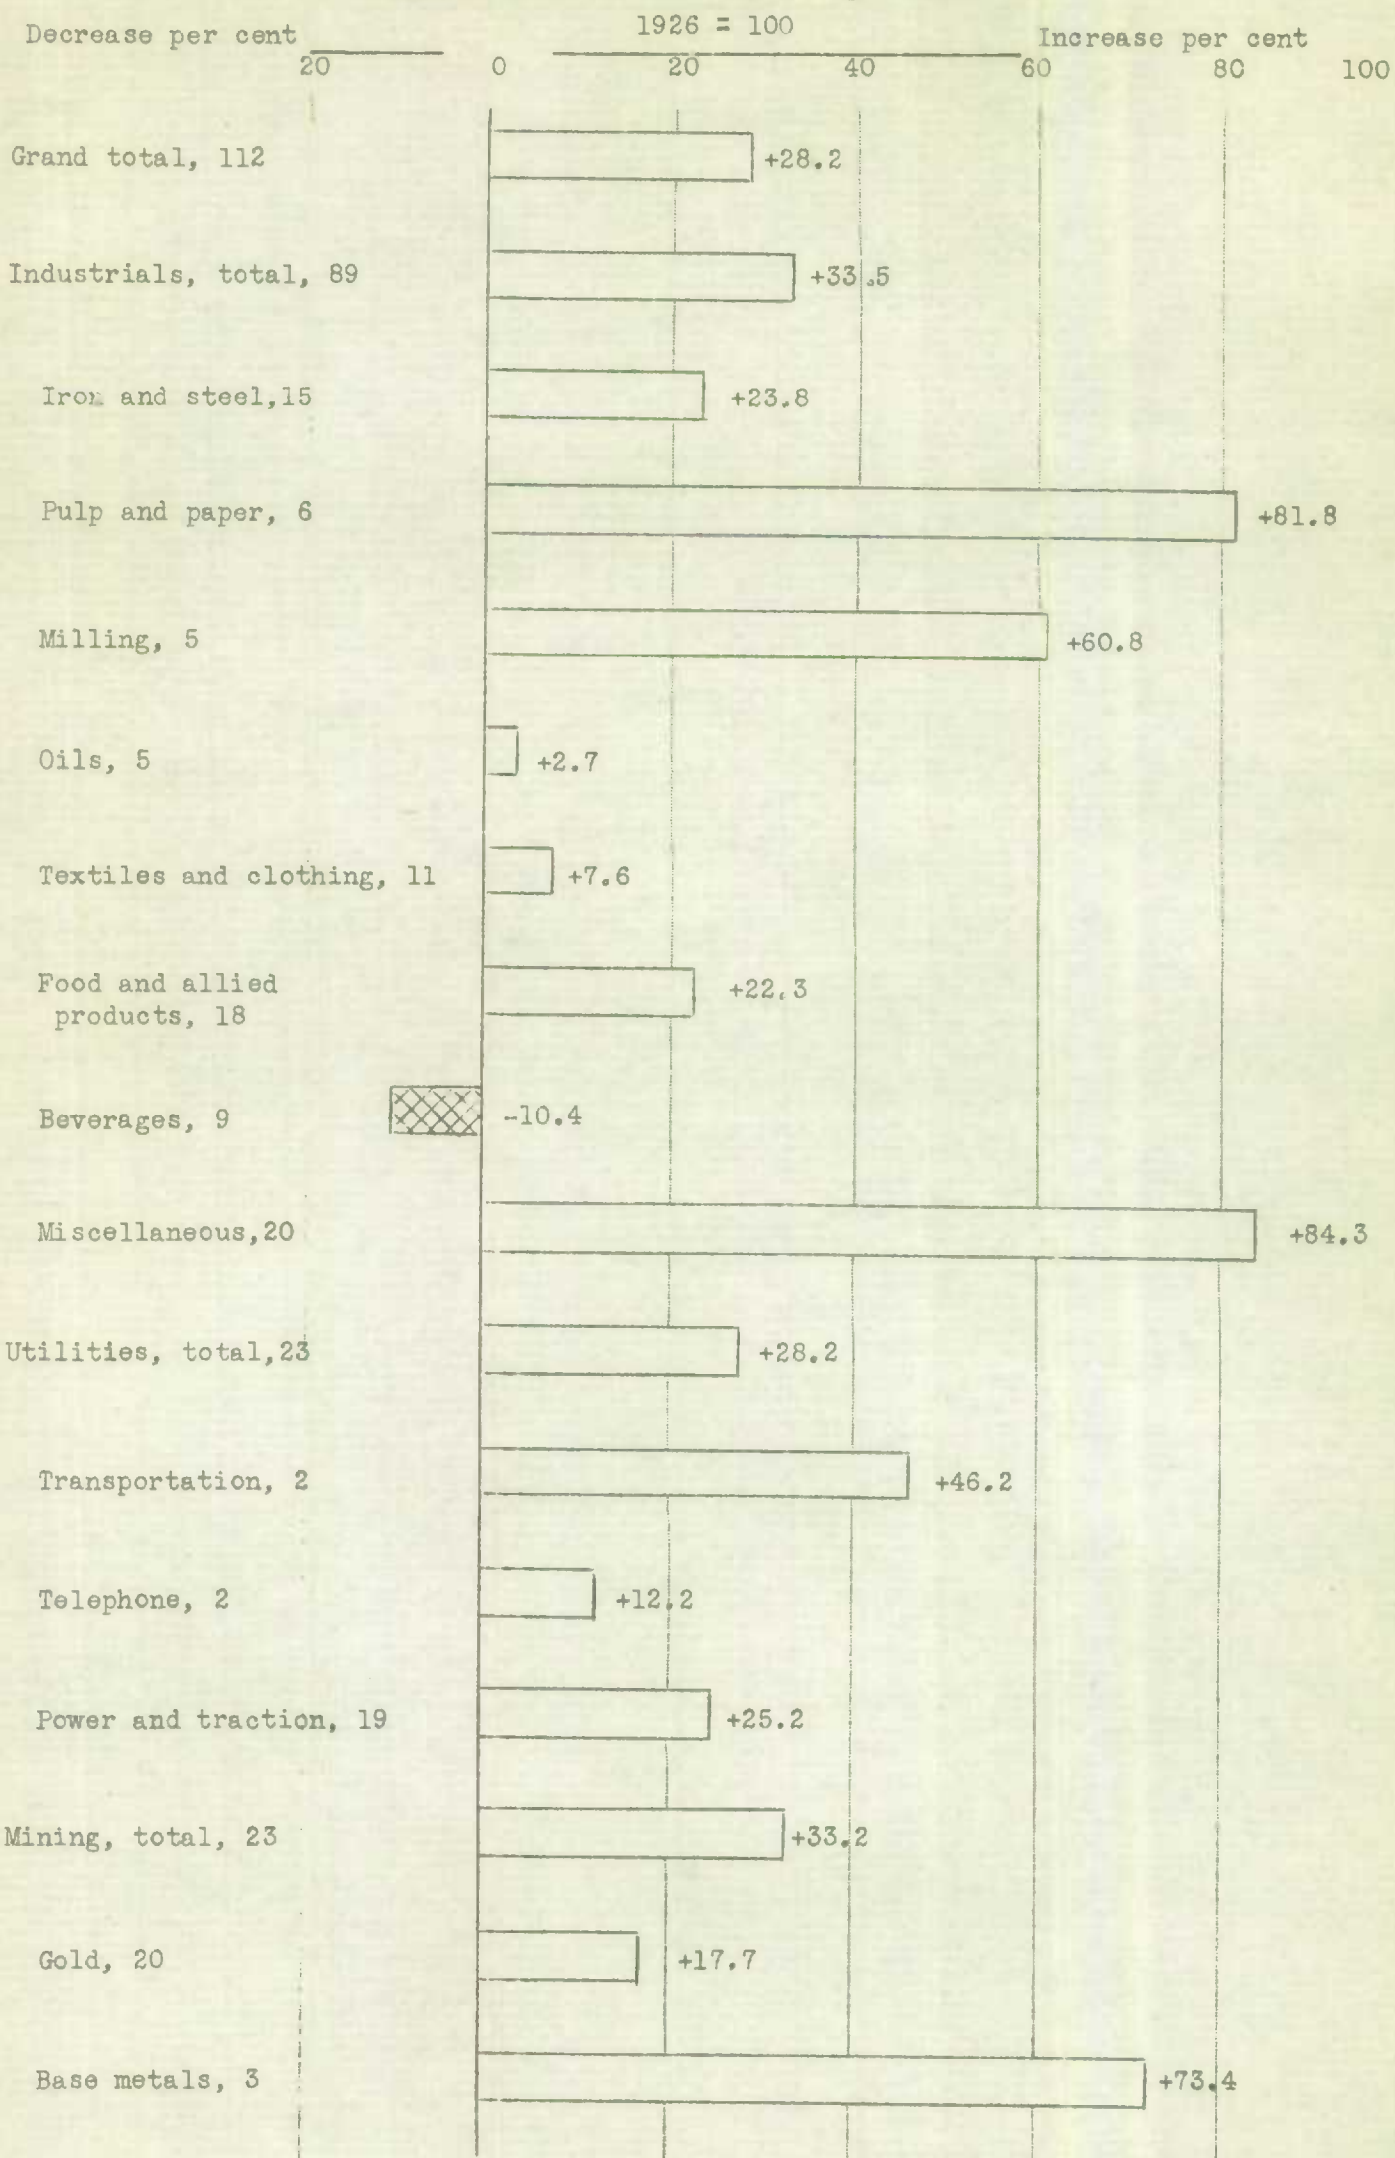 1926 = 100
Decrease per cent Increase per cent
20 0 20 40 60 80 100
Grand total, 112 +28.2
Industrials, total, 89 +33.5
Iron and steel,15 +23.8
Pulp and paper, 6 +81.8
Milling, 5 +60.8
Oils, 5 +2.7
Textiles and clothing, 11 +7.6
Food and allied
products, 18 +22.3
Beverages, 9 -10.4
Miscellaneous,20 +84.3
Utilities, total,23 +28.2
Transportation, 2 +46.2
Telephone, 2 +12.2
Power and traction, 19 +25.2
Mining, total, 23 +33.2
Gold, 20 +17.7
Base metals, 3 +73.4